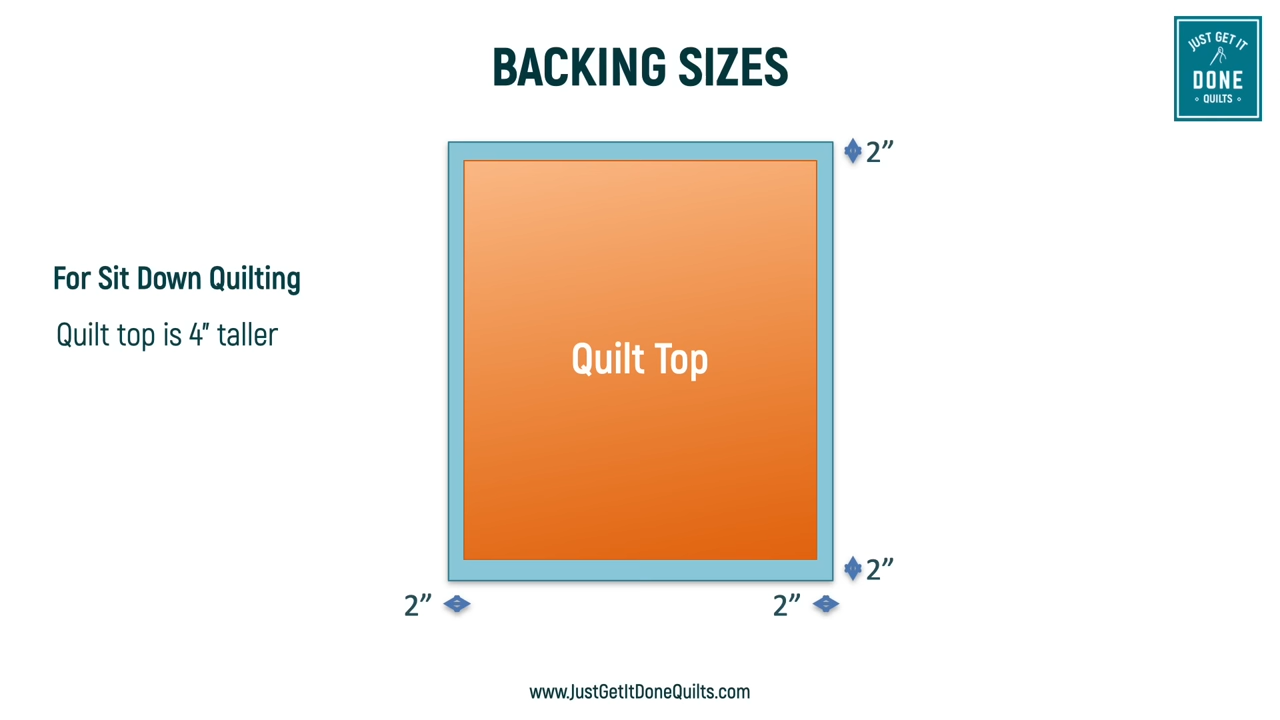 BACKING SIZES
JUST GET IT
DONE
QUILTS
2”
For Sit Down Quilting
Quilt top is 4” taller
Quilt Top
2”
2”
2”
www.JustGetItDoneQuilts.com